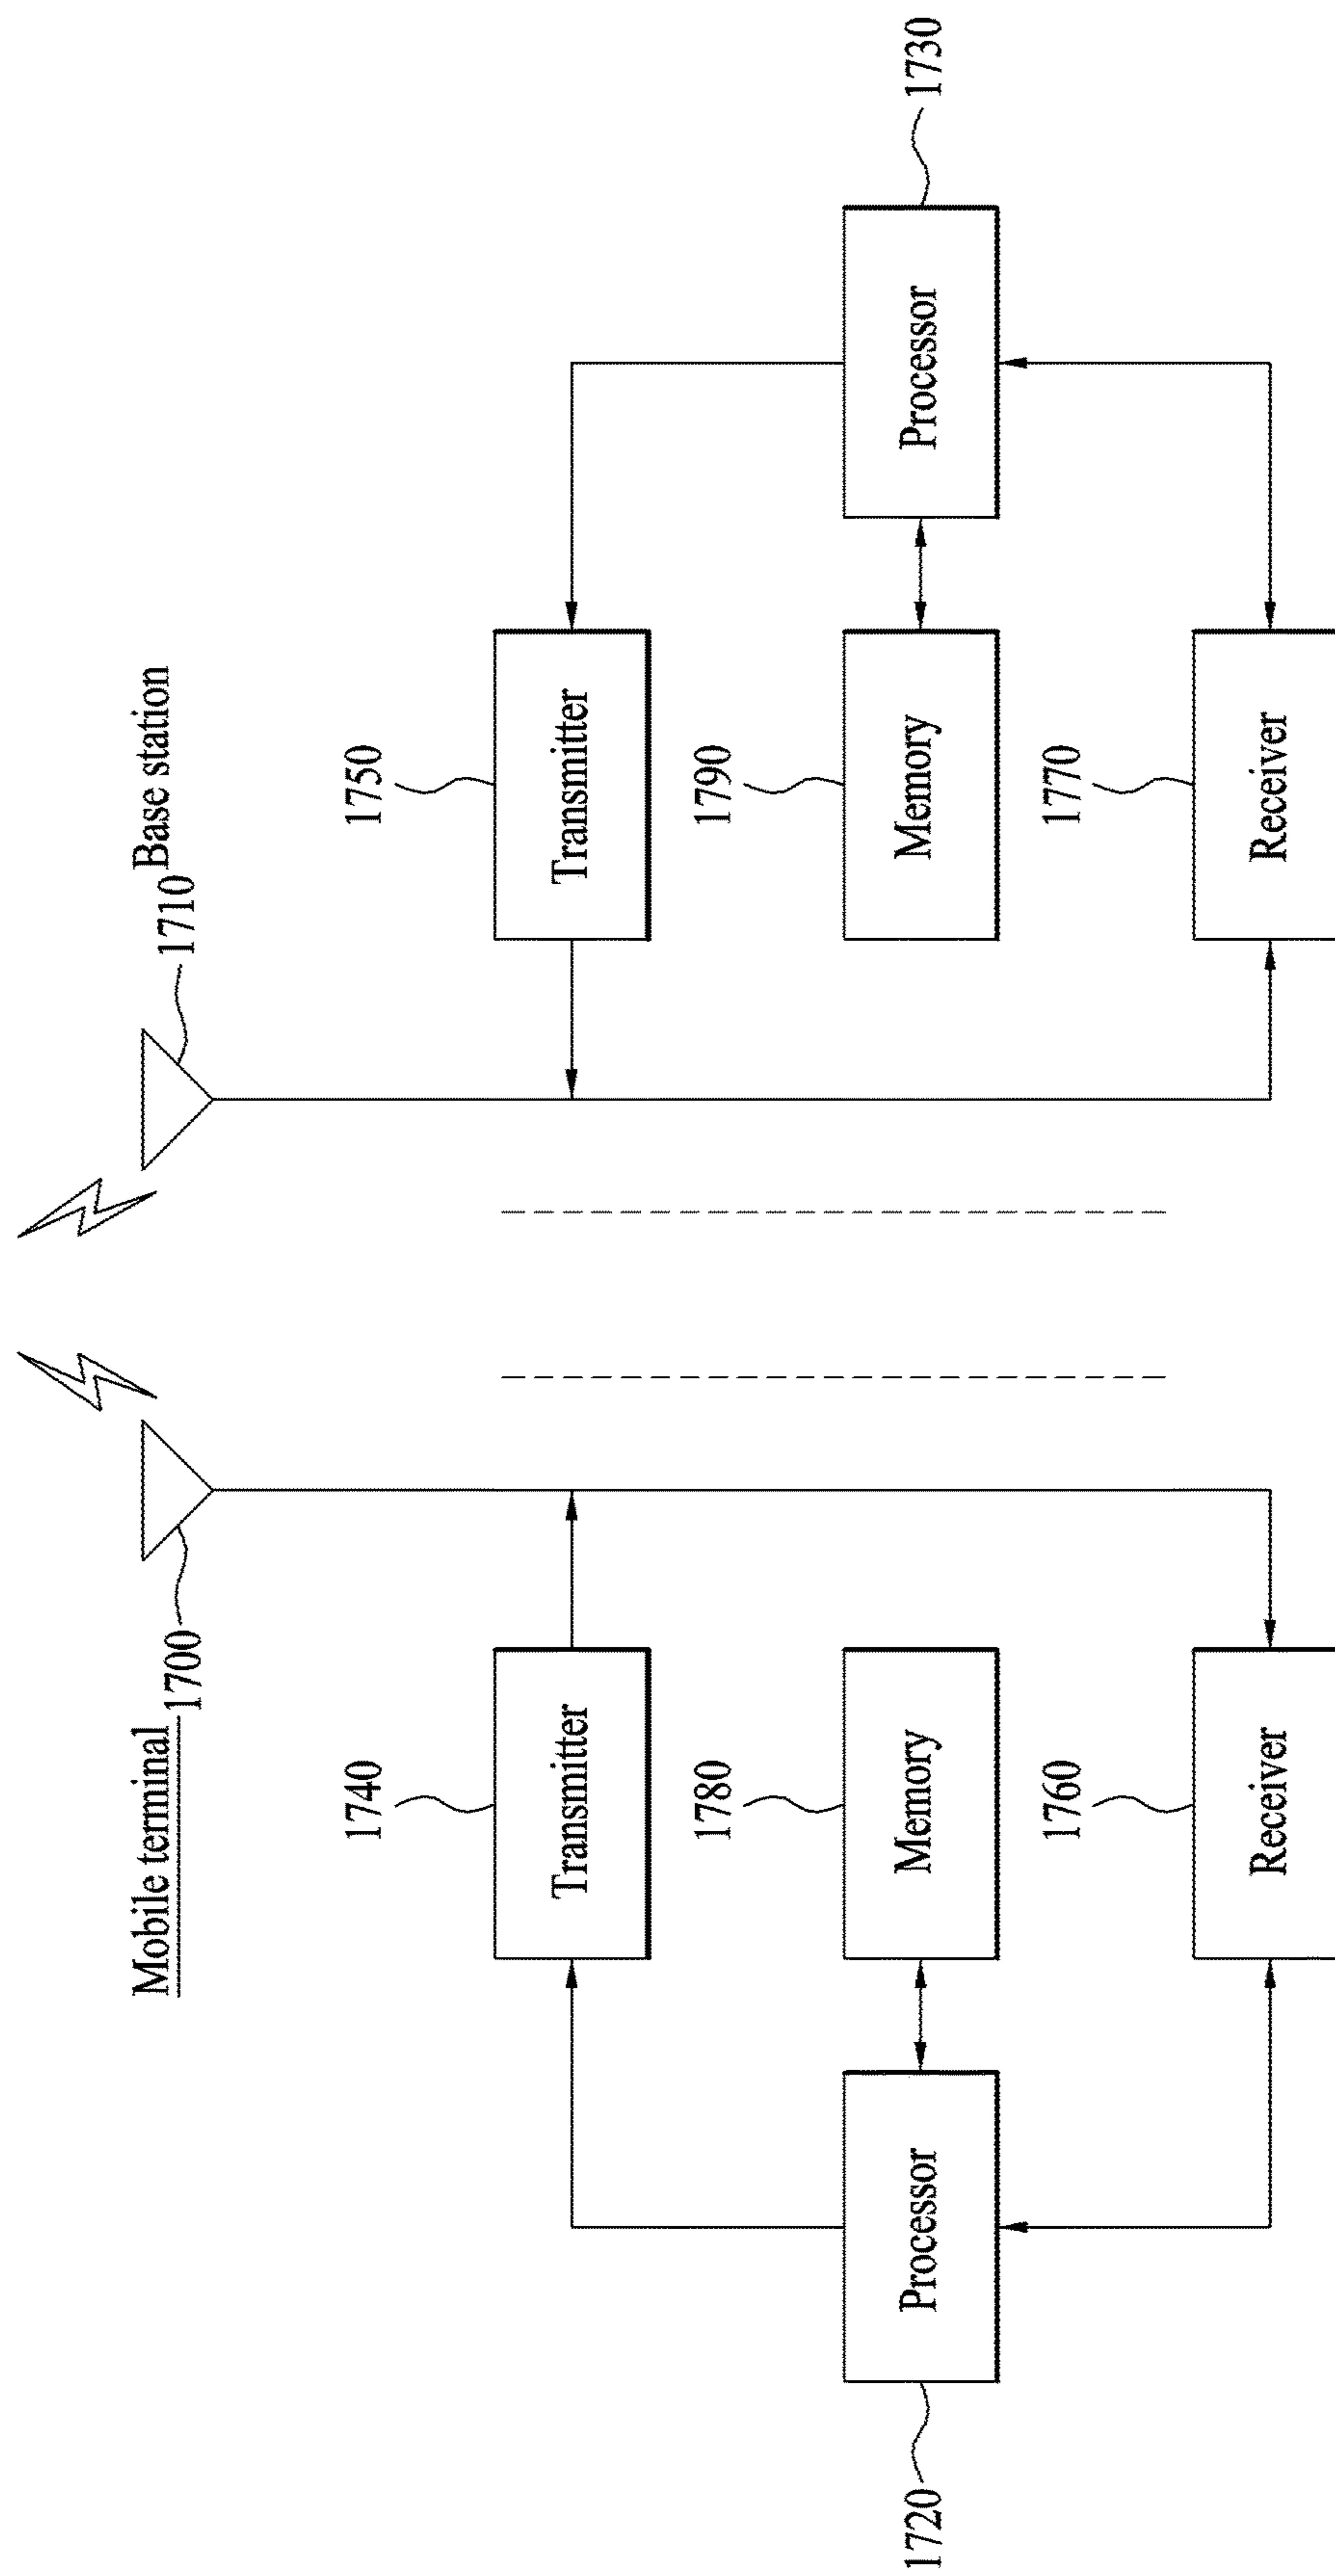 Mobile terminal
1700
Base station
1710
1740
Transmitter
1750
Transmitter
1720
Processor
1780
Memory
1790
Memory
Processor
1730
1760
Receiver
1770
Receiver